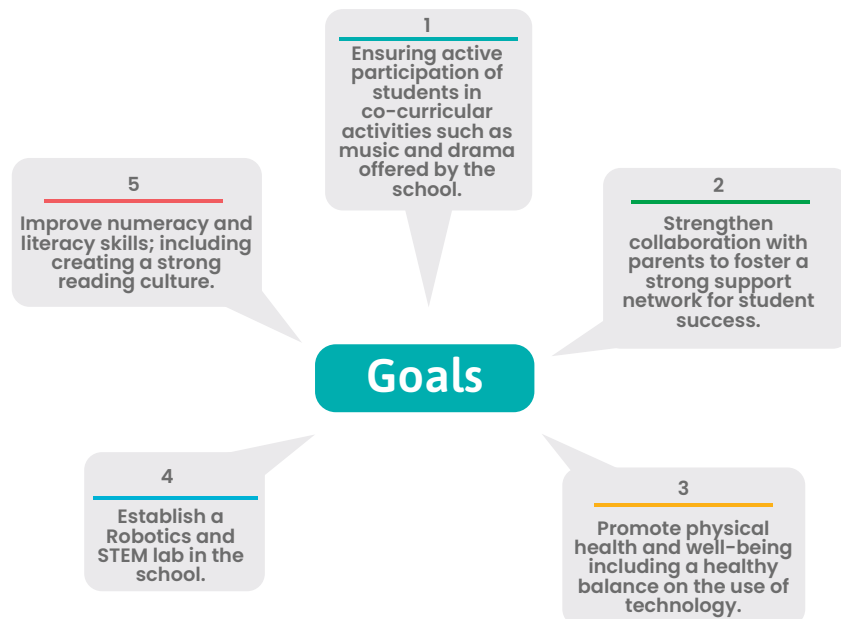 1
Ensuring active
participation of
students in
co-curricular
activities such as
music and drama
offered by the
school.
2
Strengthen
collaboration with
parents to foster a
strong support
network for student
success.
3
Promote physical
health and well-being
including a healthy
balance on the use of
technology.
4
Establish a
Robotics and
STEM lab in the
school.
5
Improve numeracy and
literacy skills; including
creating a strong
reading culture.
Goals